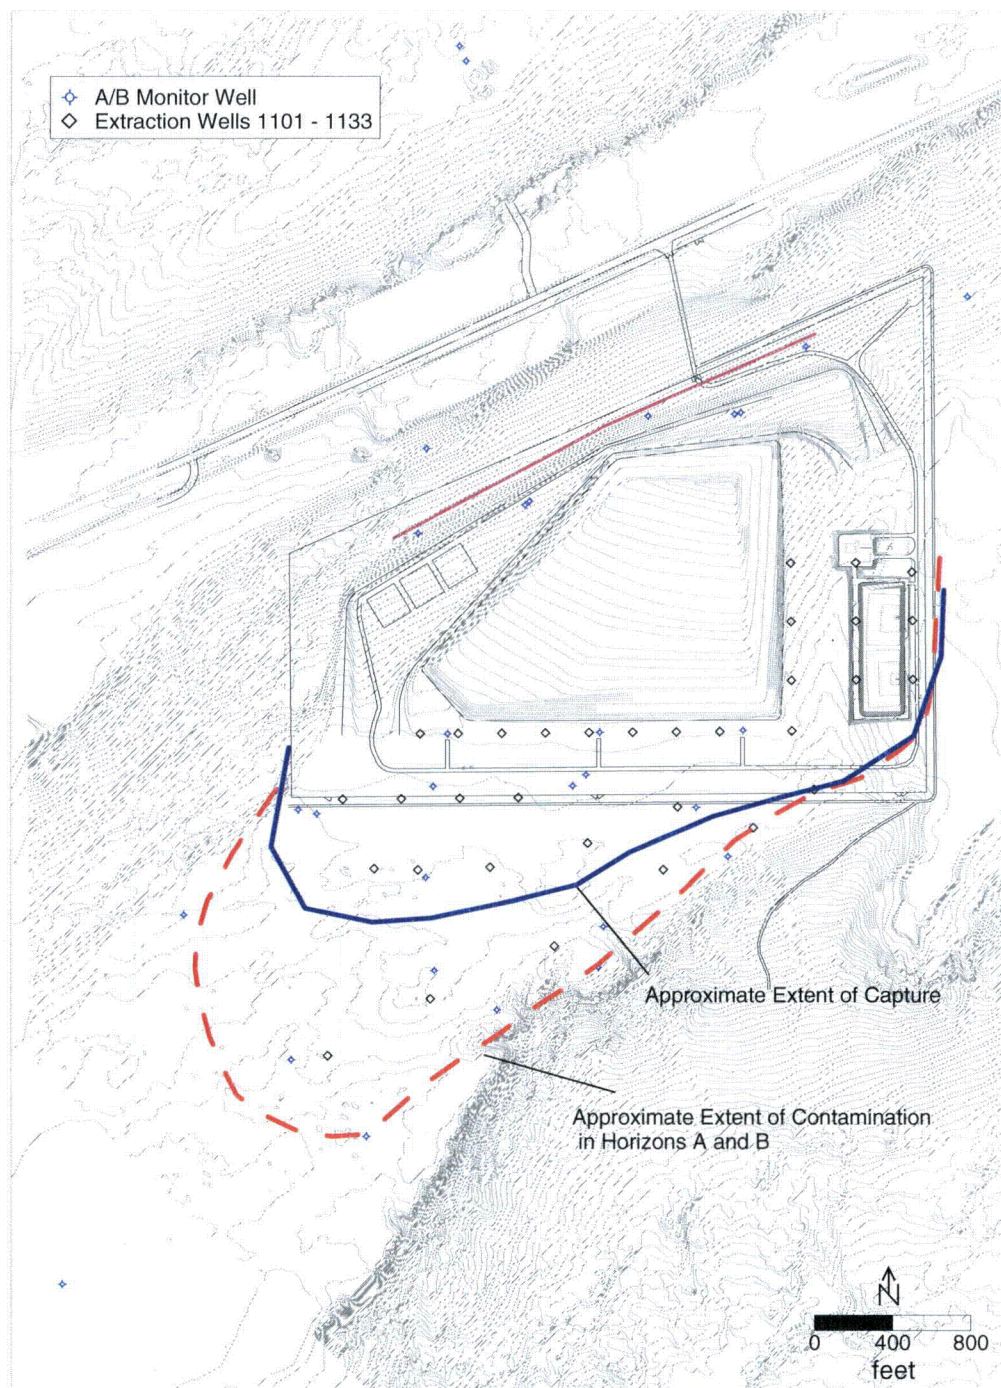 A/B Monitor Well
Extraction Wells 1101 - 1133
Approximate Extent of Capture
Approximate Extent of Contamination
in Horizons A and B
N
0 400 800
feet